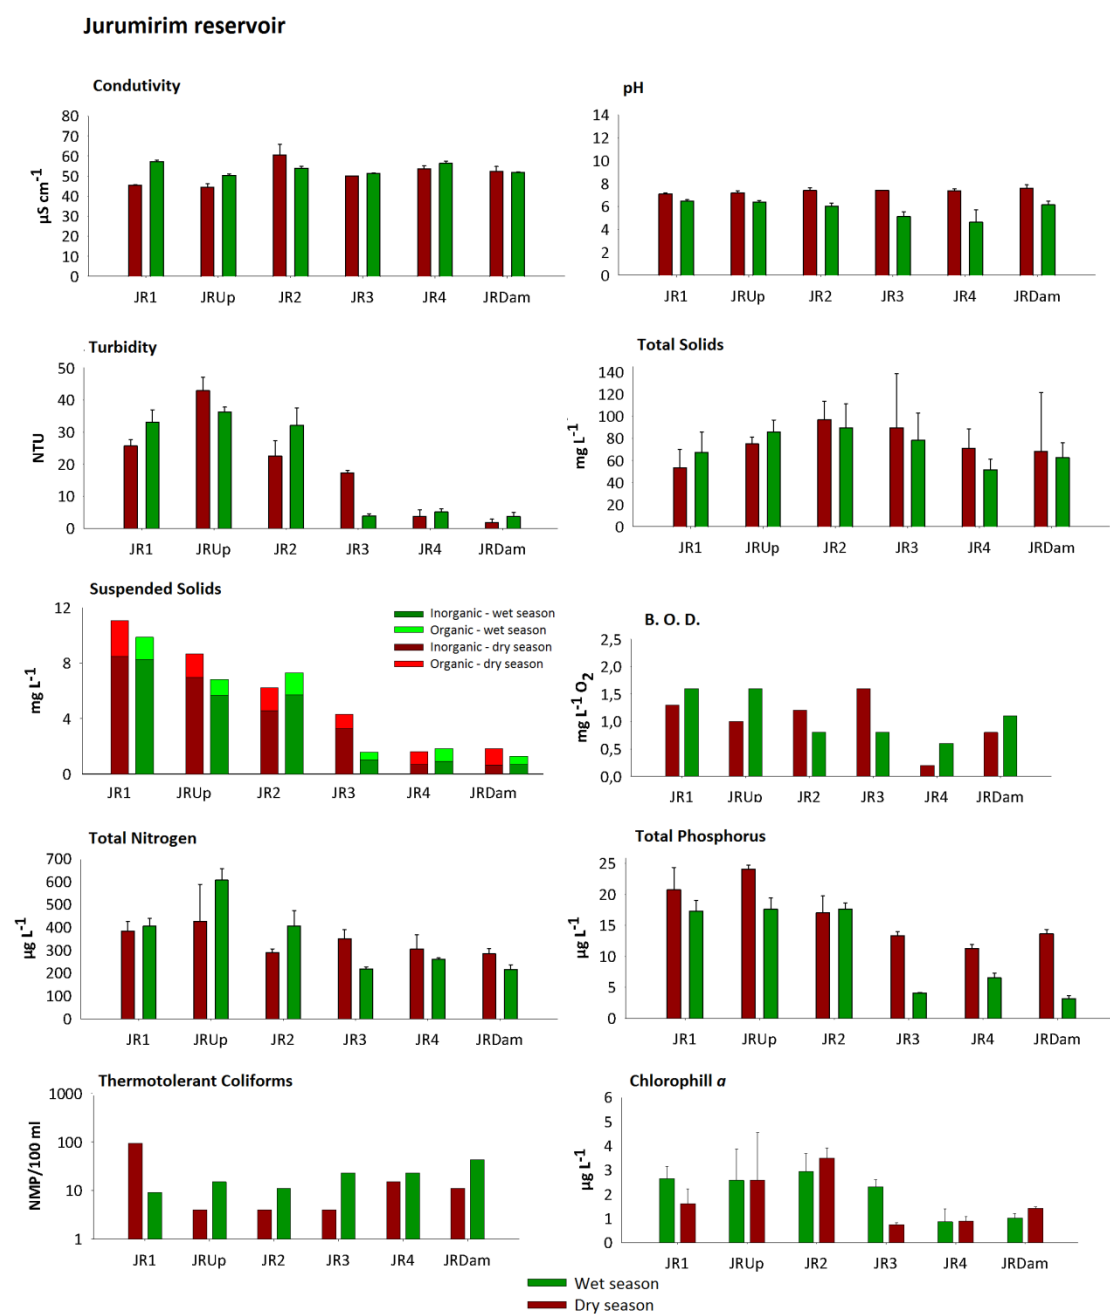 Jurumirim reservoir
Condutivity
µS cm-1
80
70
60
50
40
30
20
10
0
JR1 JRUp JR2 JR3 JR4 JRDam
pH
14
12
10
8
6
4
2
0
JR1 JRUp JR2 JR3 JR4 JRDam
Turbidity
NTU
50
40
30
20
10
0
JR1 JRUp JR2 JR3 JR4 JRDam
Total Solids
mg L-1
140
120
100
80
60
40
20
0
JR1 JRUp JR2 JR3 JR4 JRDam
Suspended Solids
mg L-1
12
8
4
0
Inorganic - wet season
Organic - wet season
Inorganic - dry season
Organic - dry season
JR1 JRUp JR2 JR3 JR4 JRDam
B. O. D.
mg L-1 O2
2,5
2,0
1,5
1,0
0,5
0,0
JR1 JRUp JR2 JR3 JR4 JRDam
Total Nitrogen
µg L-1
700
600
500
400
300
200
100
0
JR1 JRUp JR2 JR3 JR4 JRDam
Total Phosphorus
µg L-1
25
20
15
10
5
0
JR1 JRUp JR2 JR3 JR4 JRDam
Thermotolerant Coliforms
NMP/100 ml
1000
100
10
1
JR1 JRUp JR2 JR3 JR4 JRDam
Chlorophill a
µg L-1
6
5
4
3
2
1
0
JR1 JRUp JR2 JR3 JR4 JRDam
Wet season
Dry season